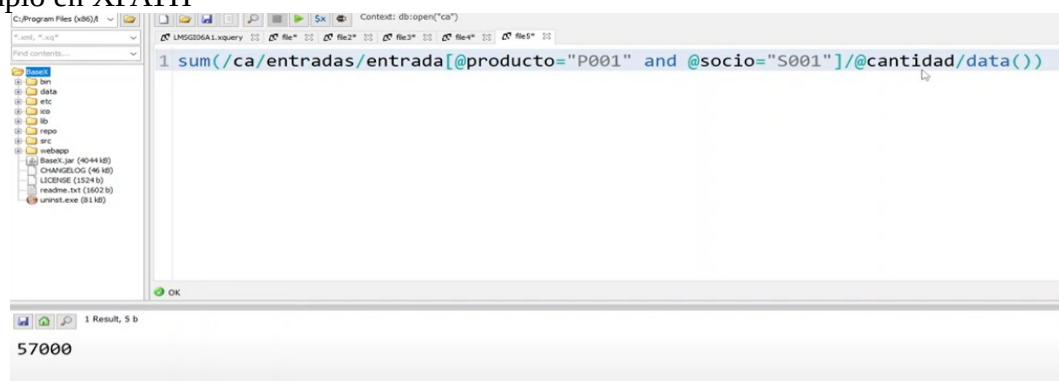 C:/Program Files (x86)/t
Context: db:open("ca")
*.xml, *.xq*
LMSGI06A1.xquery file* file2* file3* file4* file5*
Find contents...
1 sum(/ca/entradas/entrada[@producto="P001" and @socio="S001"]/@cantidad/data())
BaseX
bin
data
etc
ico
lib
repo
src
webapp
BaseX.jar (4044 kB)
CHANGELOG (46 kB)
LICENSE (1524 b)
readme.txt (1602 b)
uninst.exe (81 kB)
OK
1 Result, 5 b
57000